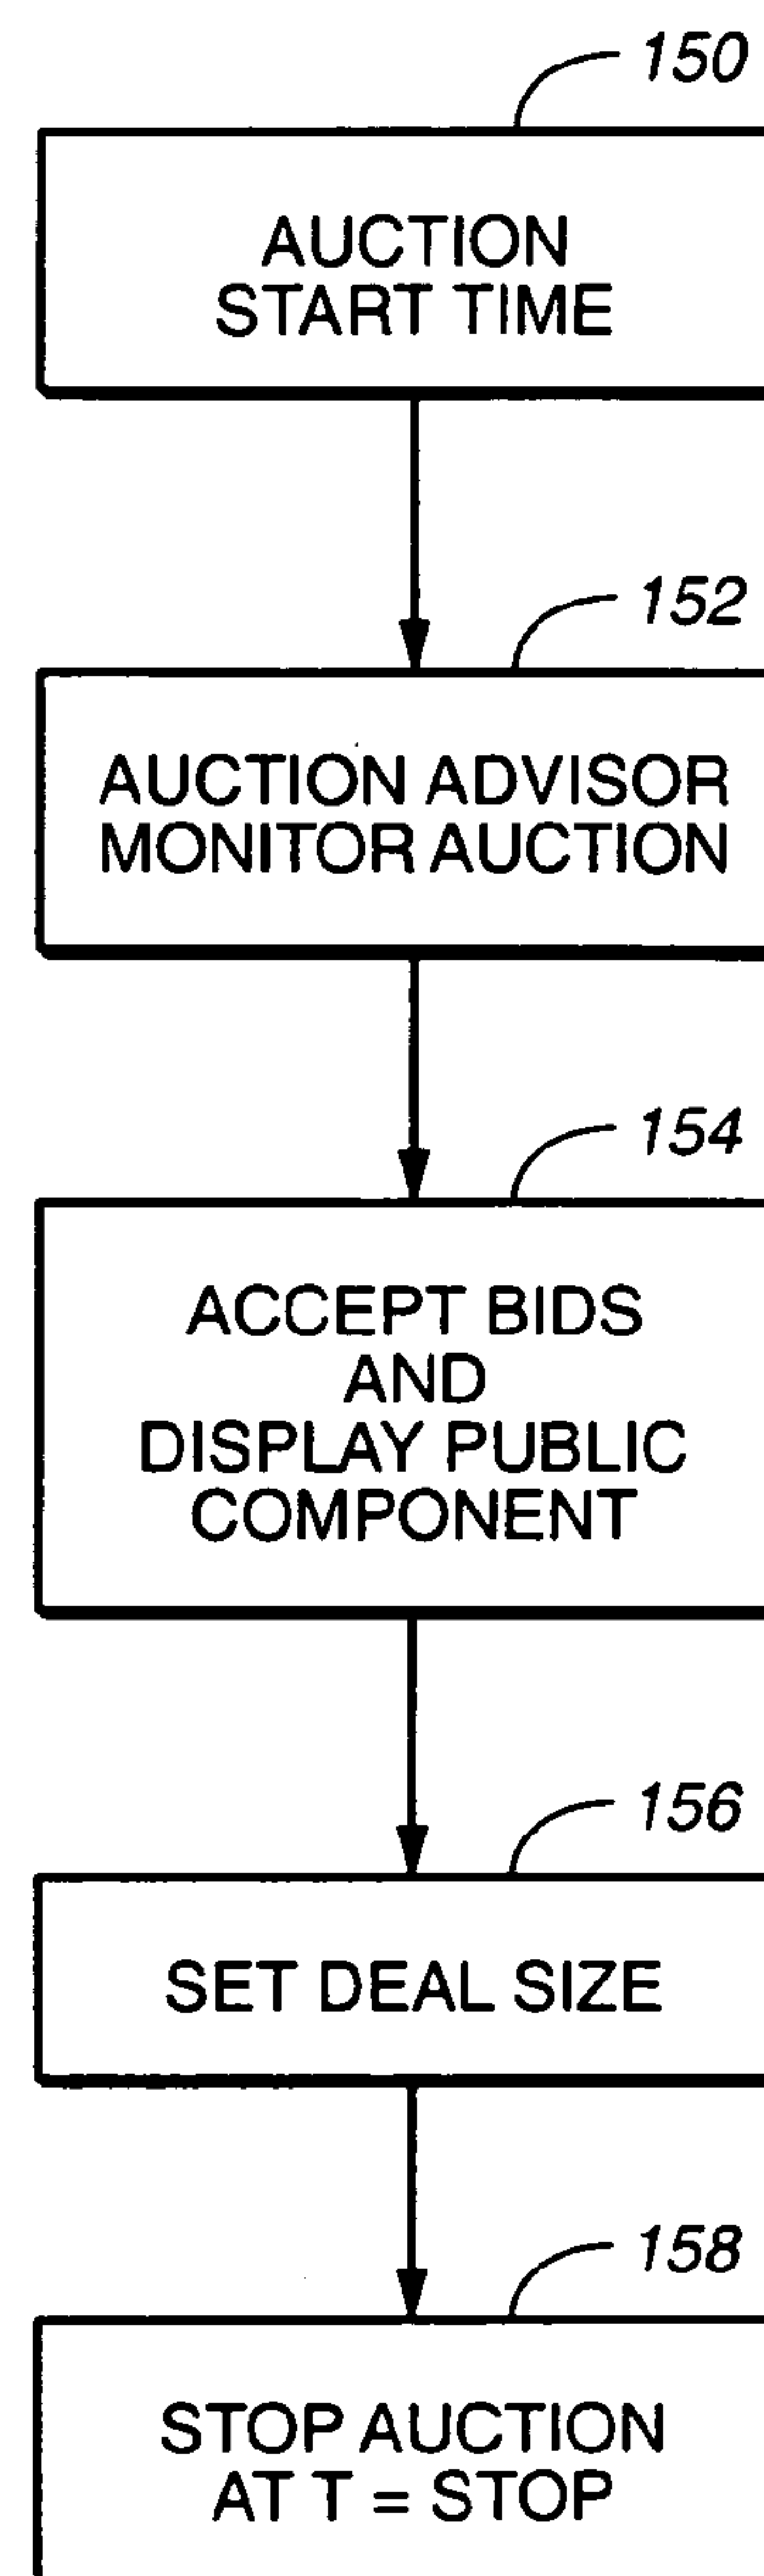 150
AUCTION
START TIME
152
AUCTION ADVISOR
MONITOR AUCTION
154
ACCEPT BIDS
AND
DISPLAY PUBLIC
COMPONENT
156
SET DEAL SIZE
158
STOP AUCTION
AT T = STOP